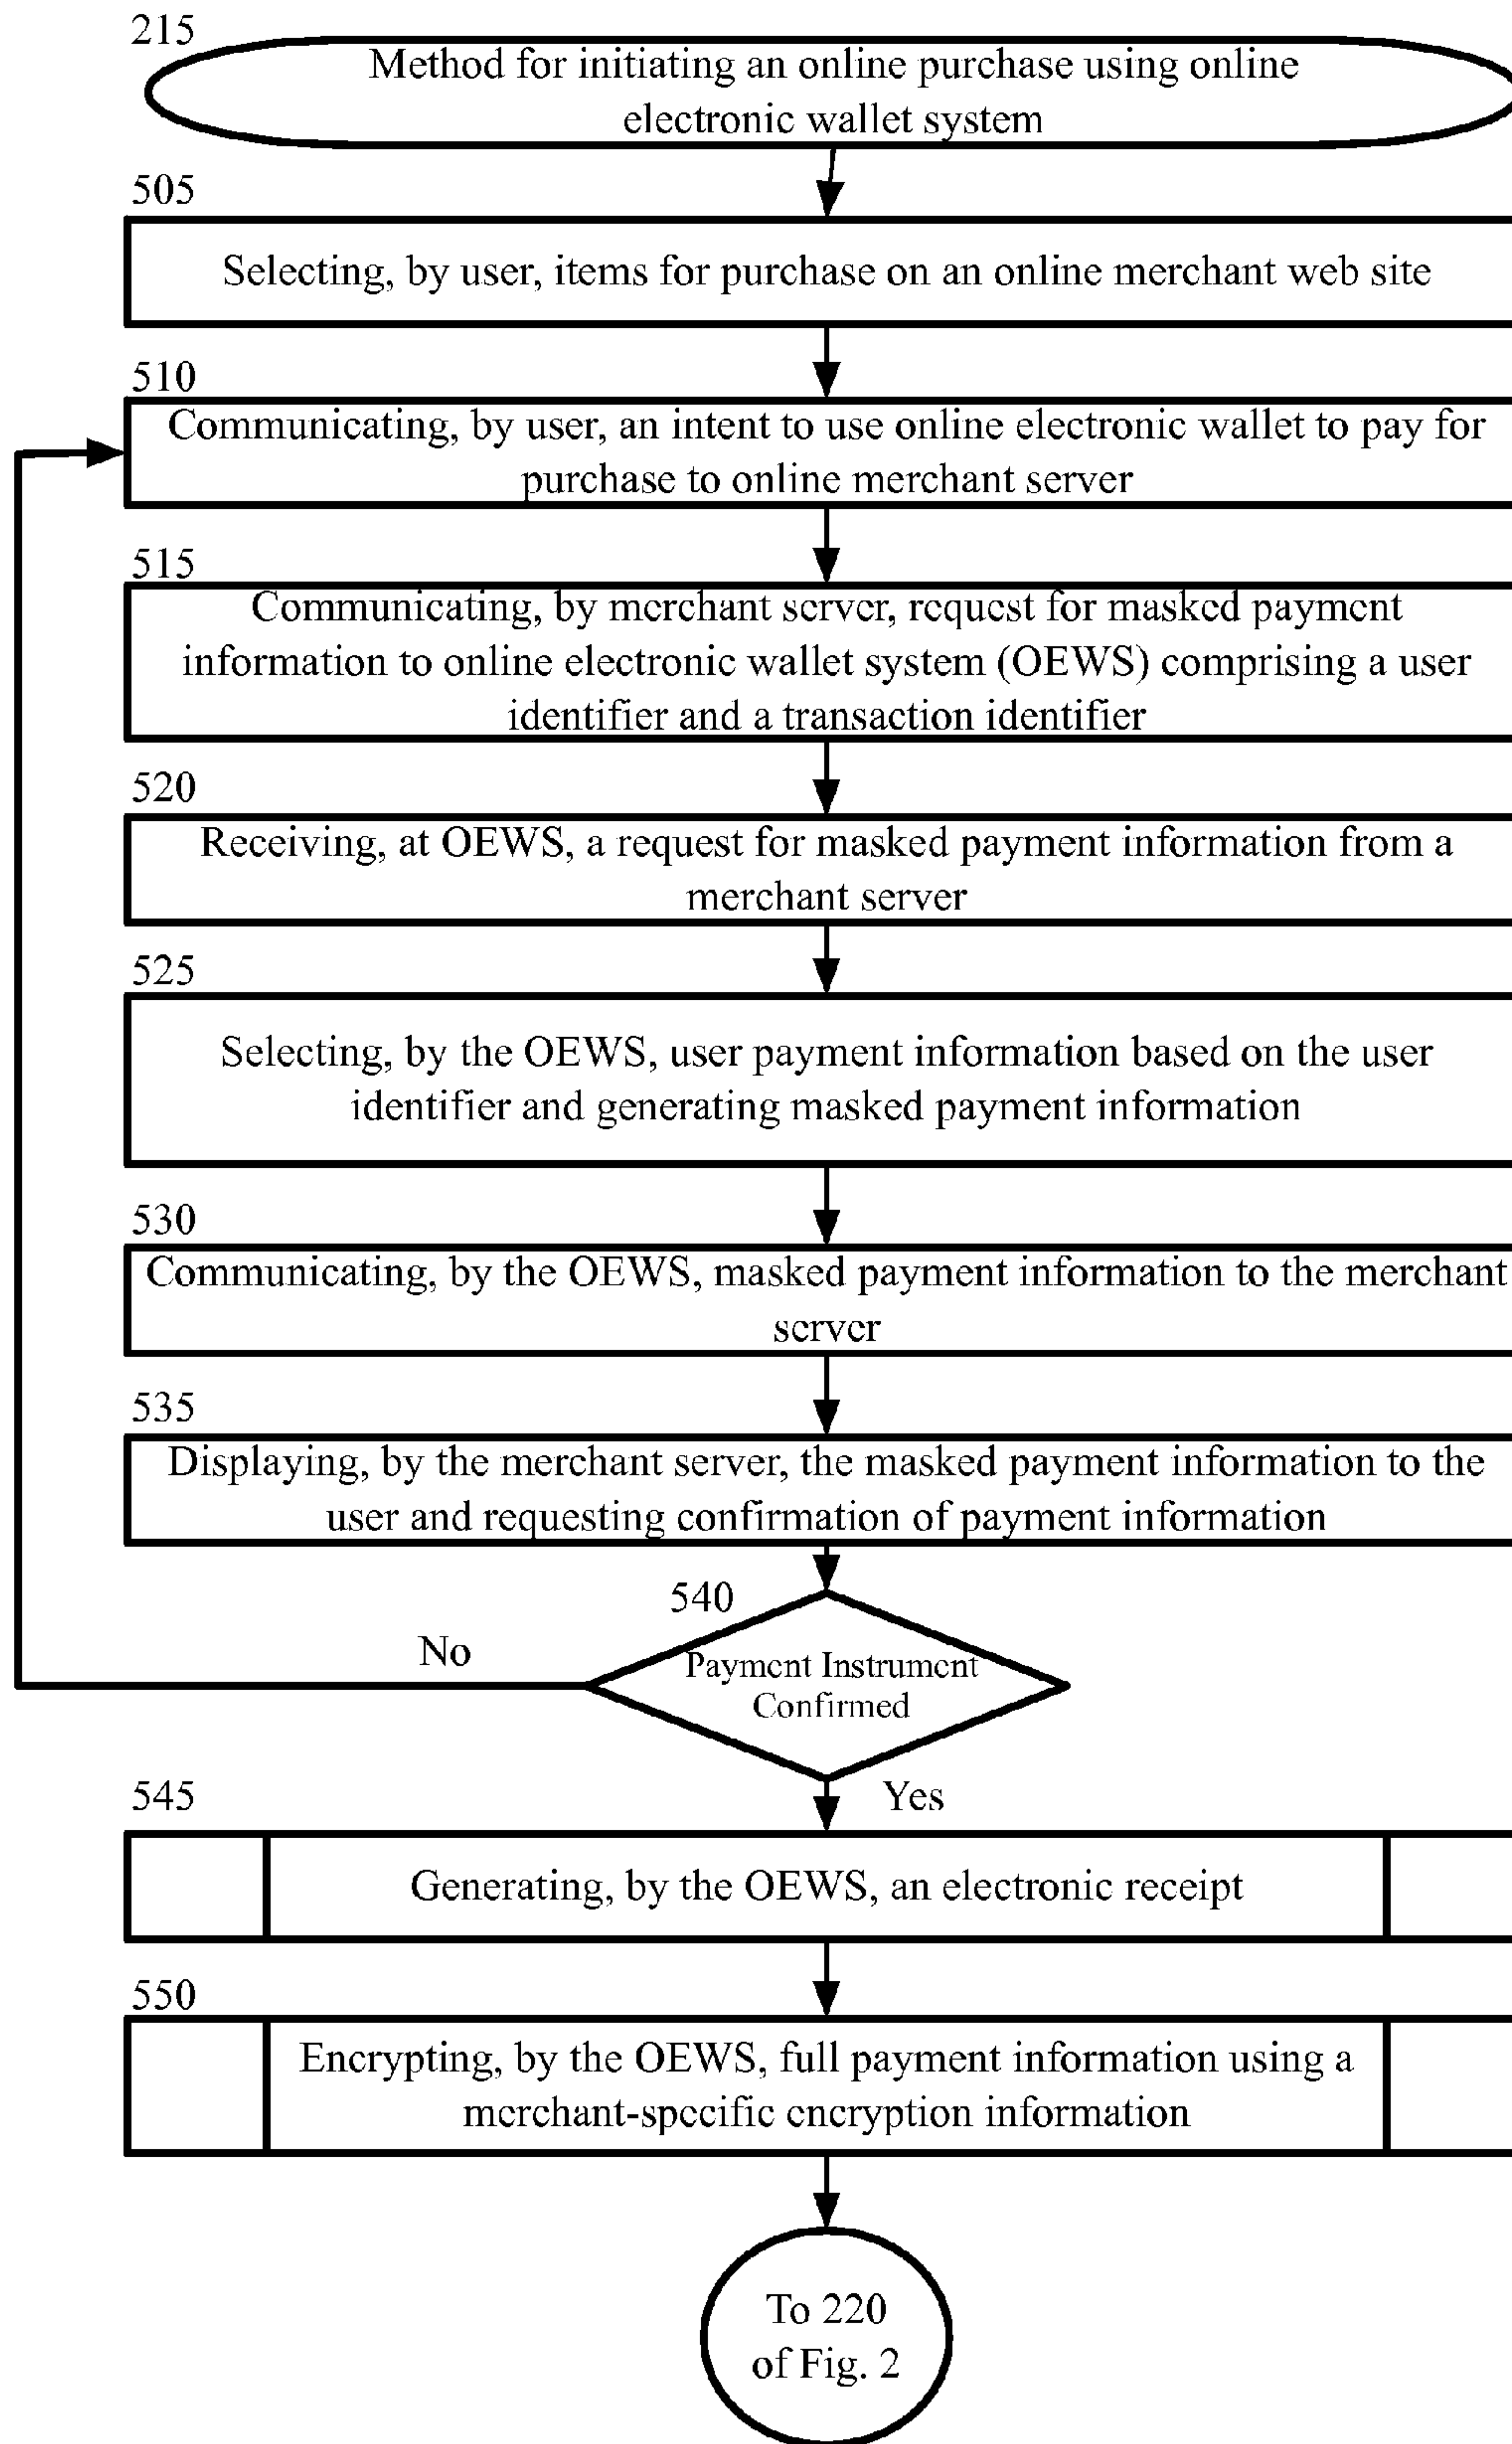 215
Method for initiating an online purchase using online
electronic wallet system
505
Selecting, by user, items for purchase on an online merchant web site
510
Communicating, by user, an intent to use online electronic wallet to pay for
purchase to online merchant server
515
Communicating, by merchant server, request for masked payment
information to online electronic wallet system (OEWS) comprising a user
identifier and a transaction identifier
520
Receiving, at OEWS, a request for masked payment information from a
merchant server
525
Selecting, by the OEWS, user payment information based on the user
identifier and generating masked payment information
530
Communicating, by the OEWS, masked payment information to the merchant
server
535
Displaying, by the merchant server, the masked payment information to the
user and requesting confirmation of payment information
540
No
Payment Instrument
Confirmed
545
Yes
Generating, by the OEWS, an electronic receipt
550
Encrypting, by the OEWS, full payment information using a
merchant-specific encryption information
To 220
of Fig. 2